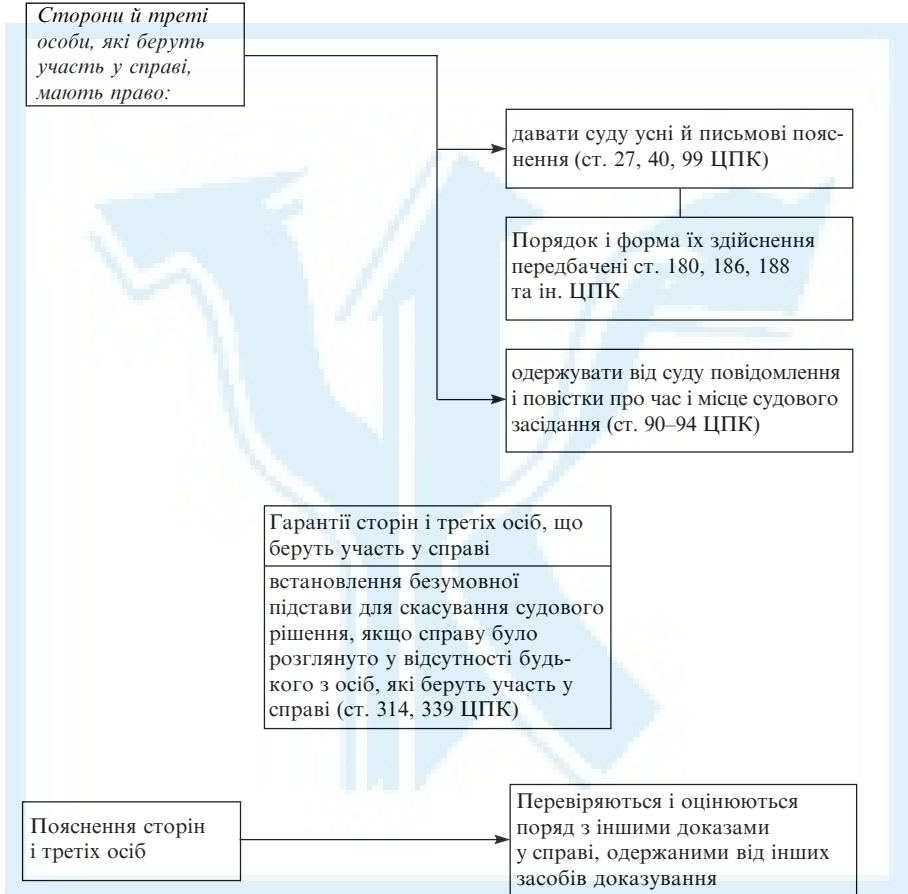 Сторони й треті
особи, які беруть
участь у справі,
мають право:
давати суду усні й письмові пояс-
нення (ст. 27, 40, 99 ЦПК)
Порядок і форма їх здійснення
передбачені ст. 180, 186, 188
та ін. ЦПК
одержувати від суду повідомлення
і повістки про час і місце судового
засідання (ст. 90–94 ЦПК)
Гарантії сторін і третіх осіб, що
беруть участь у справі
встановлення безумовної
підстави для скасування судового
рішення, якщо справу було
розглянуто у відсутності будь-
кого з осіб, які беруть участь у
справі (ст. 314, 339 ЦПК)
Пояснення сторін
і третіх осіб
Перевіряються і оцінюються
поряд з іншими доказами
у справі, одержаними від інших
засобів доказування